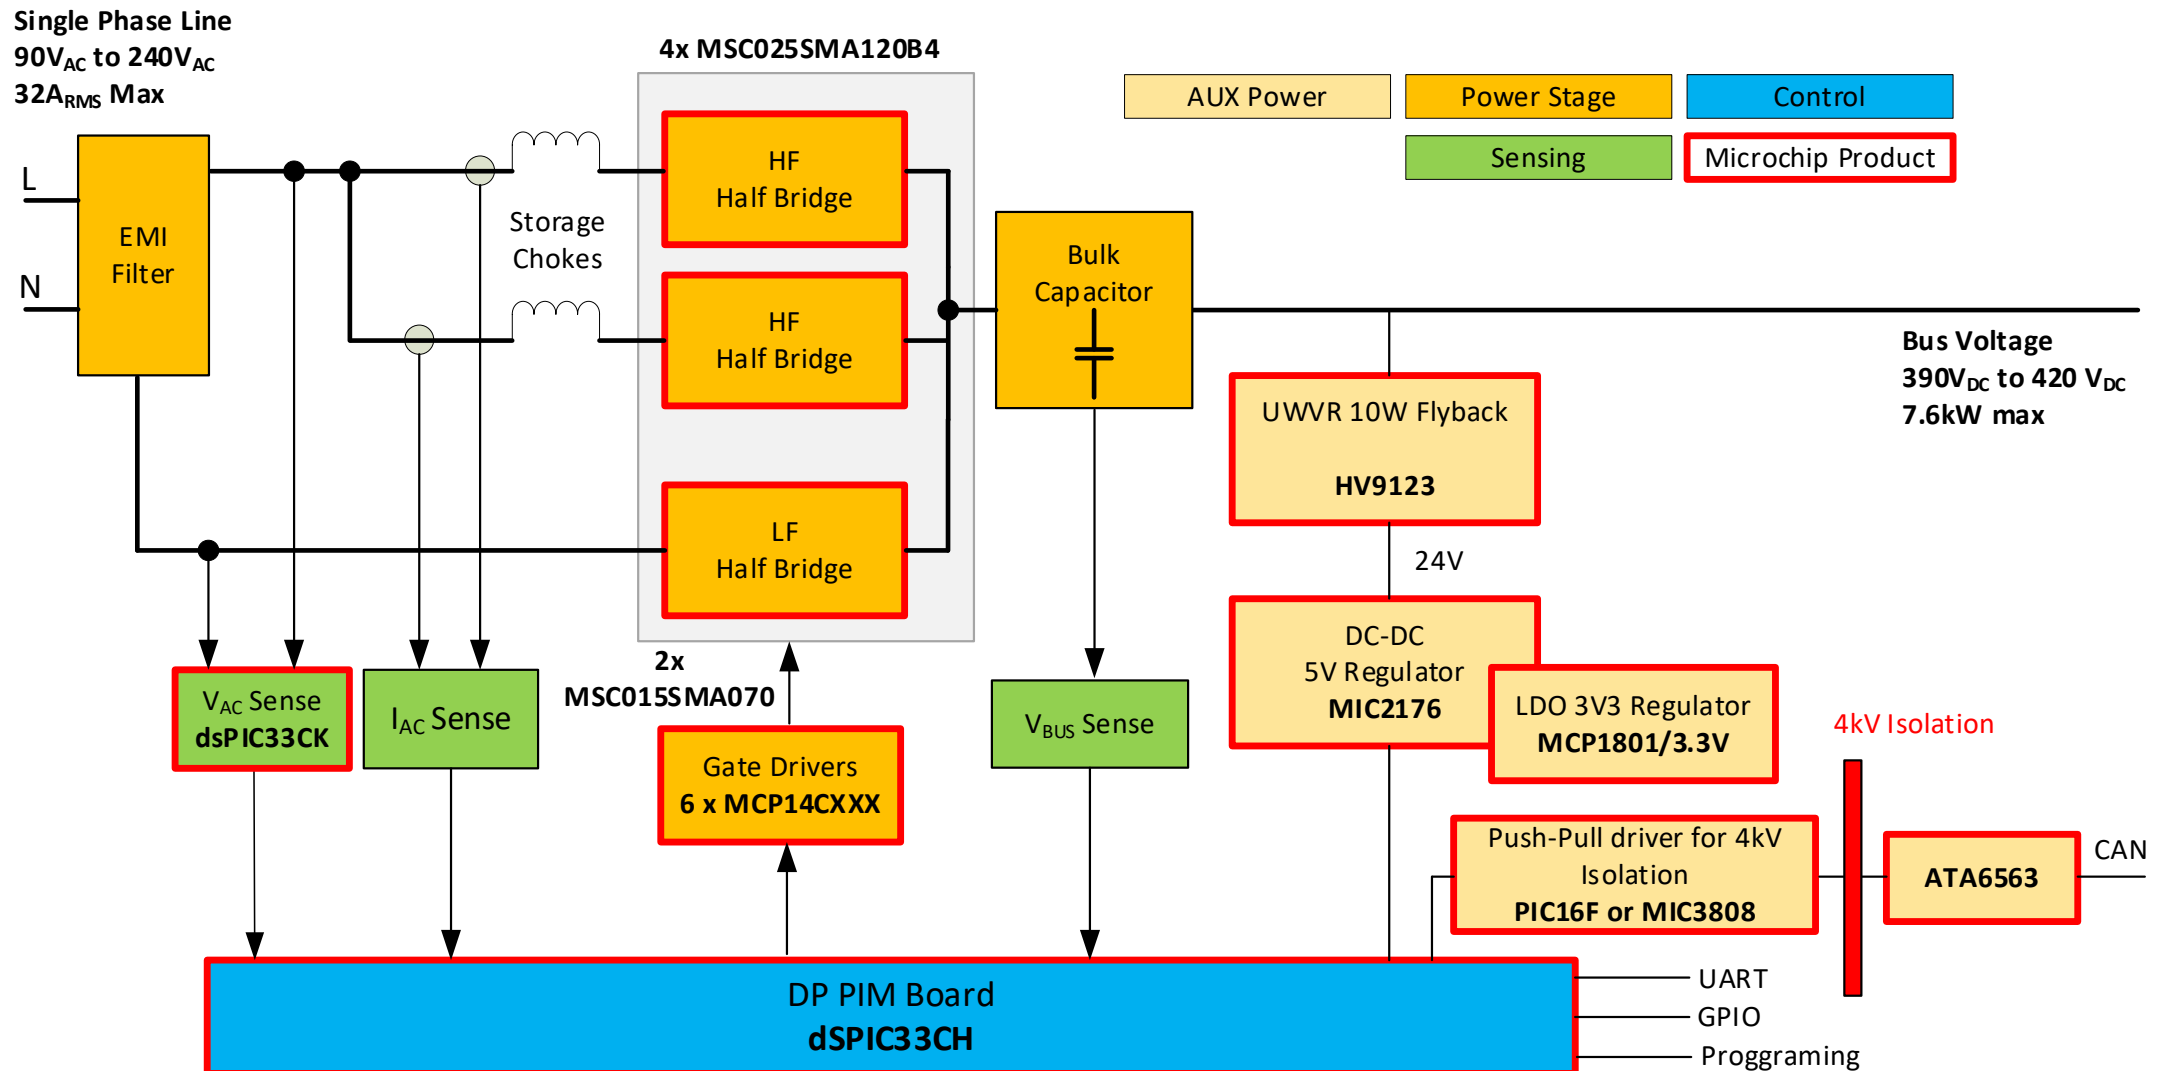 Single Phase Line
90VAC to 240VAC
32ARMS Max
4x MSC025SMA120B4
AUX Power
Power Stage
Control
Sensing
Microchip Product
L
N
EMI
Filter
Storage
Chokes
HF
Half Bridge
HF
Half Bridge
LF
Half Bridge
Bulk
Capacitor
Bus Voltage
390VDC to 420 VDC
7.6kW max
UWVR 10W Flyback
HV9123
24V
DC-DC
5V Regulator
MIC2176
LDO 3V3 Regulator
MCP1801/3.3V
4kV Isolation
2x
MSC015SMA070
VAC Sense
dsPIC33CK
IAC Sense
Gate Drivers
6 x MCP14CXXX
VBUS Sense
Push-Pull driver for 4kV
Isolation
PIC16F or MIC3808
ATA6563
CAN
DP PIM Board
dSPIC33CH
UART
GPIO
Proggraming